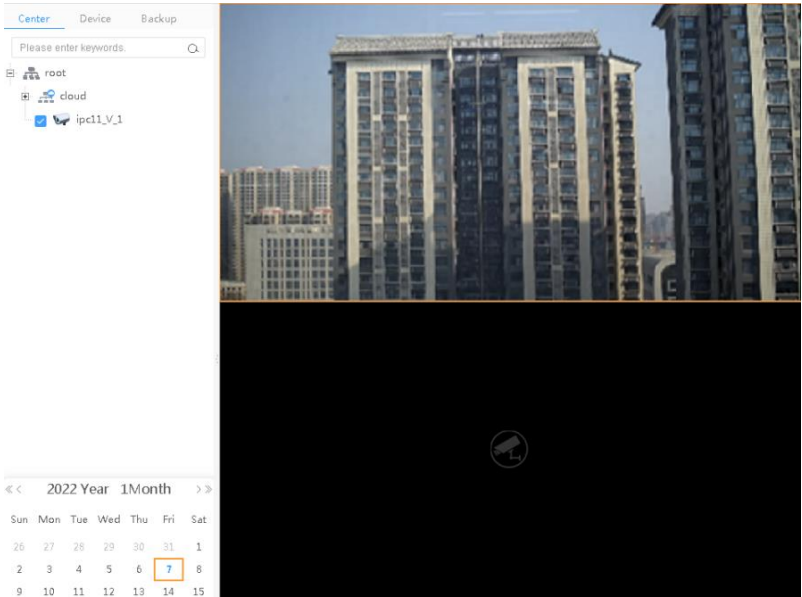 Center Device Backup
Please enter keywords.
root
cloud
ipc11_V_1
2022 Year 1Month
Sun Mon Tue Wed Thu Fri Sat
26 27 28 29 30 31 1
2 3 4 5 6 7 8
9 10 11 12 13 14 15